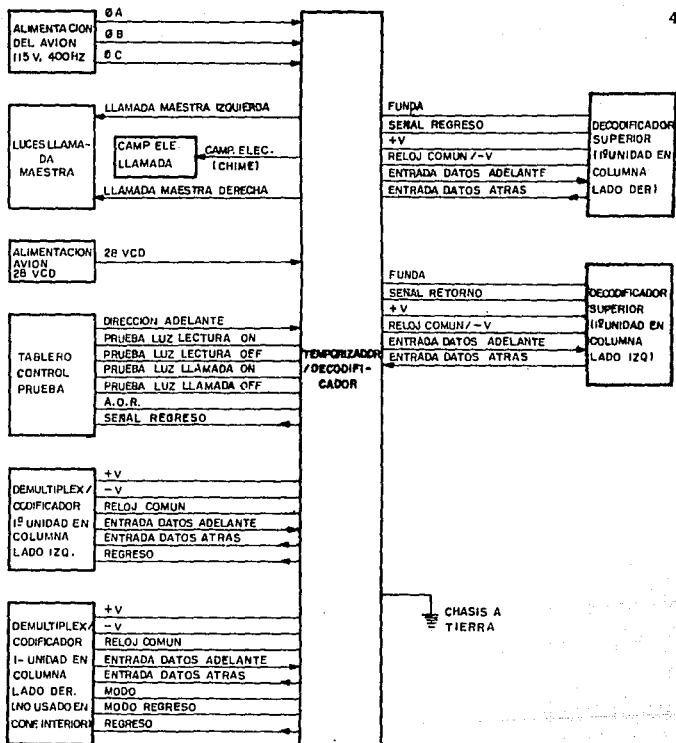 4
ALIMENTACION
DEL AVION
115 V, 400HZ
Ø A
Ø B
Ø C
LUCES LLAMA-
DA
MAESTRA
LLAMADA MAESTRA IZQUIERDA
CAMP ELE.
LLAMADA
CAMP. ELEC.
(CHIME)
LLAMADA MAESTRA DERECHA
ALIMENTACION
AVION
28 VCD
28 VCD
TABLERO
CONTROL
PRUEBA
DIRECCION ADELANTE
PRUEBA LUZ LECTURA ON
PRUEBA LUZ LECTURA OFF
PRUEBA LUZ LLAMADA ON
PRUEBA LUZ LLAMADA OFF
A.O.R.
SEÑAL REGRESO
DEMULTIPLEX/
CODIFICADOR
1ª UNIDAD EN
COLUMNA
LADO IZQ.
+V
-V
RELOJ COMUN
ENTRADA DATOS ADELANTE
ENTRADA DATOS ATRAS
REGRESO
DEMULTIPLEX/
CODIFICADOR
1- UNIDAD EN
COLUMNA
LADO DER.
(NO USADO EN
CONF. INTERIOR)
+V
-V
RELOJ COMUN
ENTRADA DATOS ADELANTE
ENTRADA DATOS ATRAS
MODO
MODO REGRESO
REGRESO
TEMPORIZADOR
/DECODIFI-
CADOR
FUNDA
SEÑAL REGRESO
+V
RELOJ COMUN/-V
ENTRADA DATOS ADELANTE
ENTRADA DATOS ATRAS
DECODIFICADOR
SUPERIOR
(1ª UNIDAD EN
COLUMNA
LADO DER)
FUNDA
SEÑAL RETORNO
+V
RELOJ COMUN/-V
ENTRADA DATOS ADELANTE
ENTRADA DATOS ATRAS
DECODIFICADOR
SUPERIOR
(1ª UNIDAD EN
COLUMNA
LADO IZQ)
CHASIS A
TIERRA